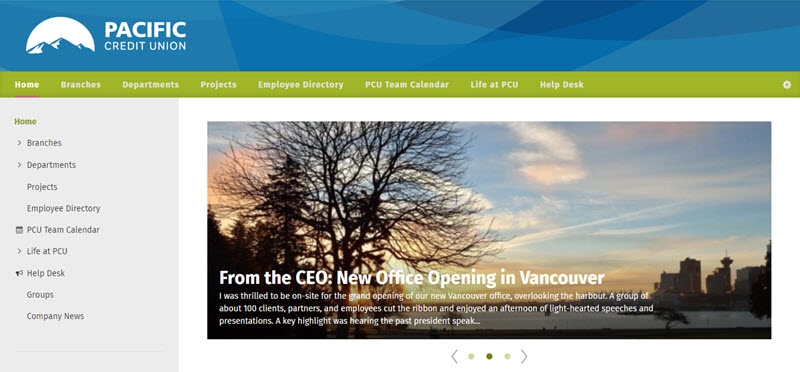 PACIFIC
CREDIT UNION
Home Branches Departments Projects Employee Directory PCU Team Calendar Life at PCU Help Desk
Home
Branches
Departments
Projects
Employee Directory
PCU Team Calendar
Life at PCU
Help Desk
Groups
Company News
From the CEO: New Office Opening in Vancouver
I was thrilled to be on-site for the grand opening of our new Vancouver office, overlooking the harbour. A group of
about 100 clients, partners, and employees cut the ribbon and enjoyed an afternoon of light-hearted speeches and
presentations. A key highlight was hearing the past president speak...